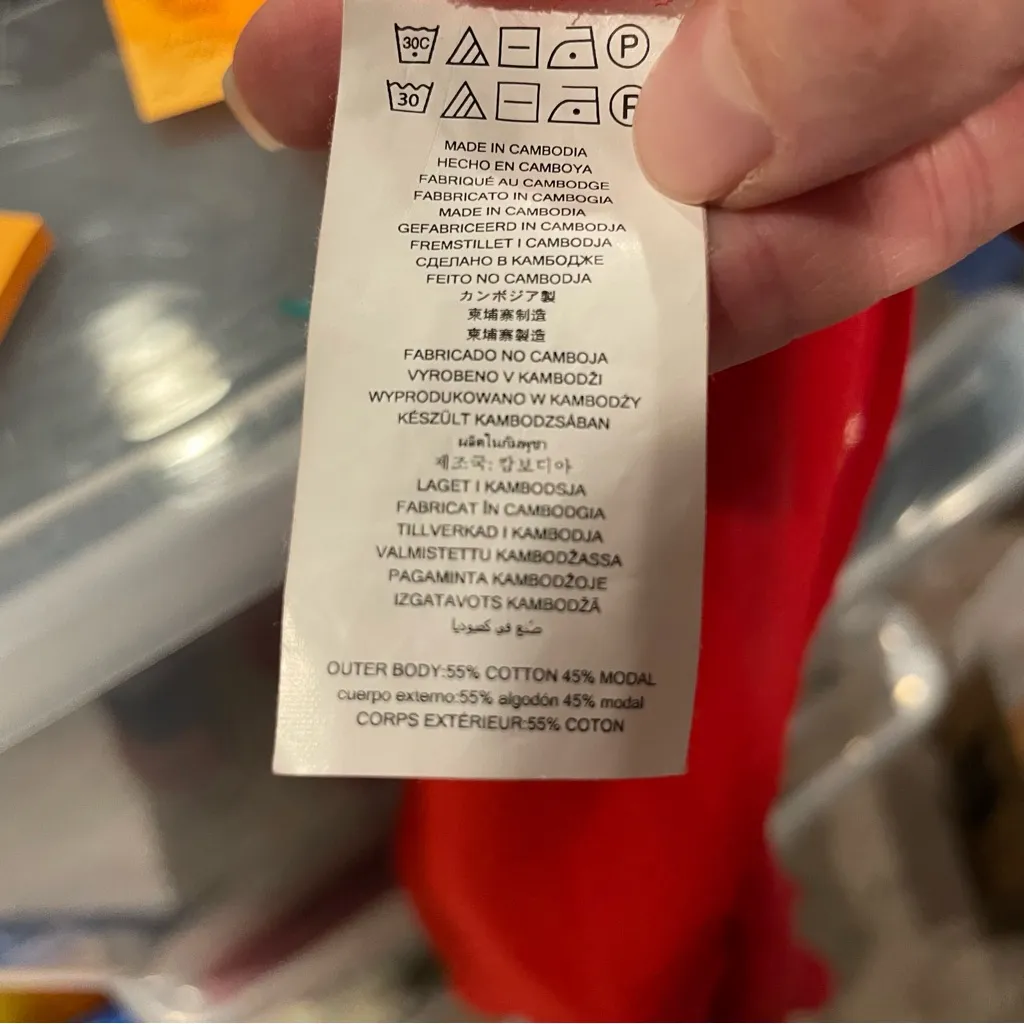 30C P
30
MADE IN CAMBODIA
HECHO EN CAMBOYA
FABRIQUÉ AU CAMBODGE
FABBRICATO IN CAMBOGIA
MADE IN CAMBODIA
GEFABRICEERD IN CAMBODJA
FREMSTILLET I CAMBODJA
СДЕЛАНО В КАМБОДЖЕ
FEITO NO CAMBODJA
カンボジア製
柬埔寨制造
柬埔寨製造
FABRICADO NO CAMBOJA
VYROBENO V KAMBODŽI
WYPRODUKOWANO W KAMBODŻY
KÉSZÜLT KAMBODZSÁBAN
ผลิตในกัมพูชา
제조국: 캄보디아
LAGET I KAMBODSJA
FABRICAT ÎN CAMBODGIA
TILLVERKAD I KAMBODJA
VALMISTETTU KAMBODŽASSA
PAGAMINTA KAMBODŽOJE
IZGATAVOTS KAMBODŽĀ
صنع في كمبوديا
OUTER BODY:55% COTTON 45% MODAL
cuerpo externo:55% algodón 45% modal
CORPS EXTÉRIEUR:55% COTON